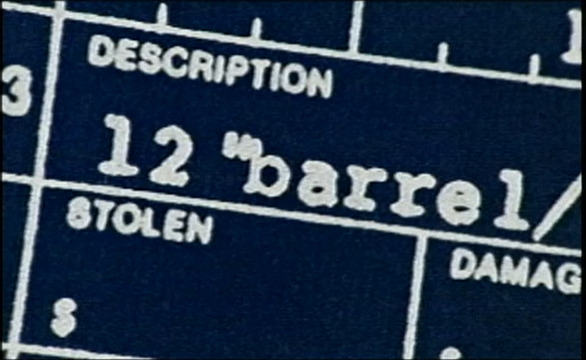 3
DESCRIPTION
12 "barrel/
STOLEN
DAMAG
$